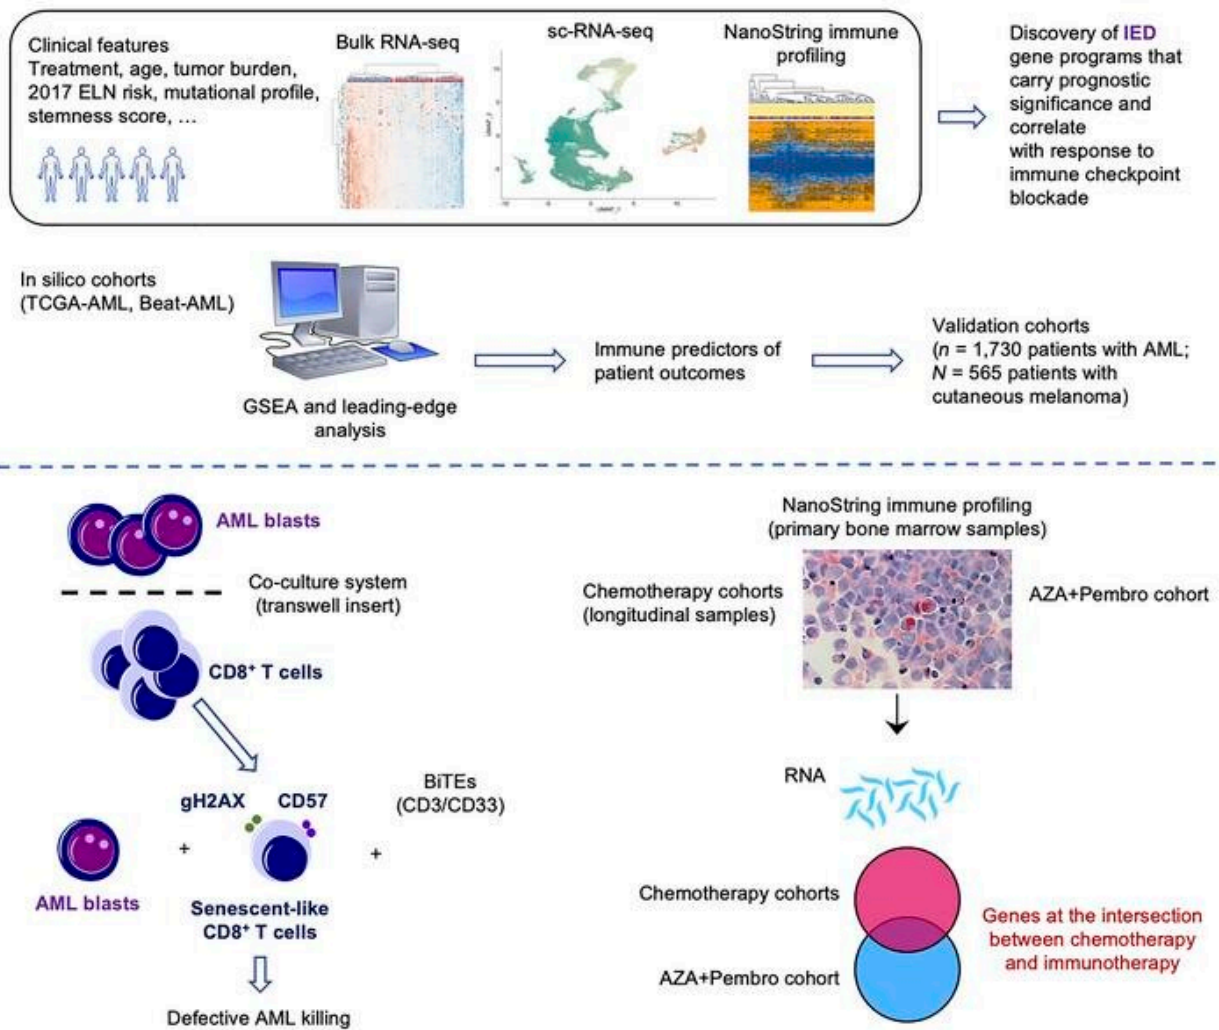 Clinical features
Treatment, age, tumor burden,
2017 ELN risk, mutational profile,
stemness score, …
Bulk RNA-seq
sc-RNA-seq
NanoString immune
profiling
Discovery of IED
gene programs that
carry prognostic
significance and
correlate
with response to
immune checkpoint
blockade
In silico cohorts
(TCGA-AML, Beat-AML)
GSEA and leading-edge
analysis
Immune predictors of
patient outcomes
Validation cohorts
(n = 1,730 patients with AML;
N = 565 patients with
cutaneous melanoma)
AML blasts
Co-culture system
(transwell insert)
CD8⁺ T cells
gH2AX
CD57
BiTEs
(CD3/CD33)
+
+
AML blasts
Senescent-like
CD8⁺ T cells
Defective AML killing
NanoString immune profiling
(primary bone marrow samples)
Chemotherapy cohorts
(longitudinal samples)
AZA+Pembro cohort
RNA
Chemotherapy cohorts
AZA+Pembro cohort
Genes at the intersection
between chemotherapy
and immunotherapy